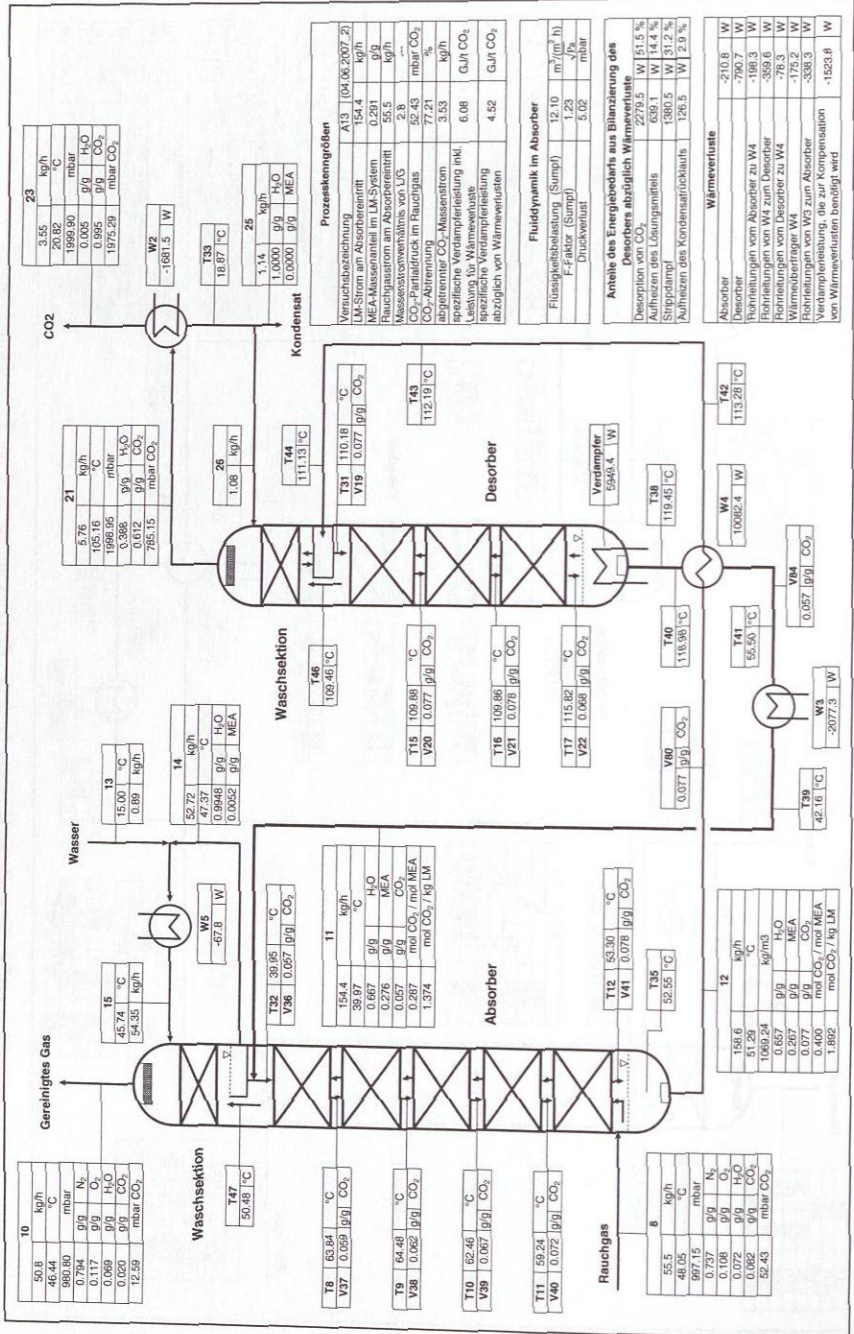 10
50.8 kg/h
46.44 °C
980.80 mbar
0.794 g/g N₂
0.117 g/g O₂
0.069 g/g H₂O
0.020 g/g CO₂
12.59 mbar CO₂
Gereinigtes Gas
Waschsektion
T47
50.48 °C
15
45.74 °C
54.35 kg/h
W5
-67.8 W
Wasser
13
15.00 °C
0.89 kg/h
14
52.72 kg/h
47.37 °C
0.9948 g/g H₂O
0.0052 g/g MEA
T32 39.95 °C
V36 0.057 g/g CO₂
11
154.4 kg/h
39.97 °C
0.667 g/g H₂O
0.276 g/g MEA
0.057 g/g CO₂
0.287 mol CO₂ / mol MEA
1.374 mol CO₂ / kg LM
Absorber
T8 63.84 °C
V37 0.059 g/g CO₂
T9 64.48 °C
V38 0.062 g/g CO₂
T10 62.46 °C
V39 0.067 g/g CO₂
T11 59.24 °C
V40 0.072 g/g CO₂
T12 53.30 °C
V41 0.078 g/g CO₂
T35
52.55 °C
Rauchgas
8
55.5 kg/h
48.05 °C
997.15 mbar
0.737 g/g N₂
0.108 g/g O₂
0.072 g/g H₂O
0.082 g/g CO₂
52.43 mbar CO₂
12
158.6 kg/h
51.29 °C
1069.24 kg/m3
0.657 g/g H₂O
0.267 g/g MEA
0.077 g/g CO₂
0.400 mol CO₂ / mol MEA
1.892 mol CO₂ / kg LM
T39
42.16 °C
W3
-2077.3 W
V80
0.077 g/g CO₂
T41
55.50 °C
V84
0.057 g/g CO₂
T40
118.98 °C
W4
10082.4 W
T38
119.45 °C
T42
113.28 °C
Verdampfer
5949.4 W
Desorber
Waschsektion
T46
109.46 °C
T15 109.88 °C
V20 0.077 g/g CO₂
T16 109.86 °C
V21 0.078 g/g CO₂
T17 115.82 °C
V22 0.068 g/g CO₂
T44
111.13 °C
T31 110.18 °C
V19 0.077 g/g CO₂
T43
112.19 °C
21
5.76 kg/h
105.16 °C
1998.95 mbar
0.388 g/g H₂O
0.612 g/g CO₂
785.15 mbar CO₂
26
1.08 kg/h
CO2
23
3.55 kg/h
20.82 °C
1999.90 mbar
0.005 g/g H₂O
0.995 g/g CO₂
1975.29 mbar CO₂
W2
-1681.5 W
T33
18.87 °C
25
1.14 kg/h
1.0000 g/g H₂O
0.0000 g/g MEA
Kondensat
Prozesskenngrößen
Versuchsbezeichnung A13 (04.06.2007_2)
LM-Strom am Absorbereintritt 154.4 kg/h
MEA-Massenanteil im LM-System 0.291 g/g
Rauchgasstrom am Absorbereintritt 55.5 kg/h
Massenstromverhältnis von L/G 2.8 ---
CO₂-Partialdruck im Rauchgas 52.43 mbar CO₂
CO₂-Abtrennung 77.21 %
abgetrennter CO₂-Massenstrom 3.53 kg/h
spezifische Verdampferleistung inkl.
Leistung für Wärmeverluste 6.08 GJ/t CO₂
spezifische Verdampferleistung
abzüglich von Wärmeverlusten 4.52 GJ/t CO₂
Fluiddynamik im Absorber
Flüssigkeitsbelastung (Sumpf) 12.10 m³/(m² h)
F-Faktor (Sumpf) 1.23 √Pa
Druckverlust 5.02 mbar
Anteile des Energiebedarfs aus Bilanzierung des
Desorbers abzüglich Wärmeverluste
Desorption von CO₂ 2279.5 W 51.5 %
Aufheizen des Lösungsmittels 639.1 W 14.4 %
Strippdampf 1380.5 W 31.2 %
Aufheizen des Kondensatrücklaufs 126.5 W 2.9 %
Wärmeverluste
Absorber -210.8 W
Desorber -790.7 W
Rohrleitungen vom Absorber zu W4 -198.3 W
Rohrleitungen von W4 zum Desorber -359.6 W
Rohrleitungen vom Desorber zu W4 -78.3 W
Wärmeübertrager W4 -175.2 W
Rohrleitungen von W3 zum Absorber -338.3 W
Verdampferleistung, die zur Kompensation
von Wärmeverlusten benötigt wird -1523.8 W